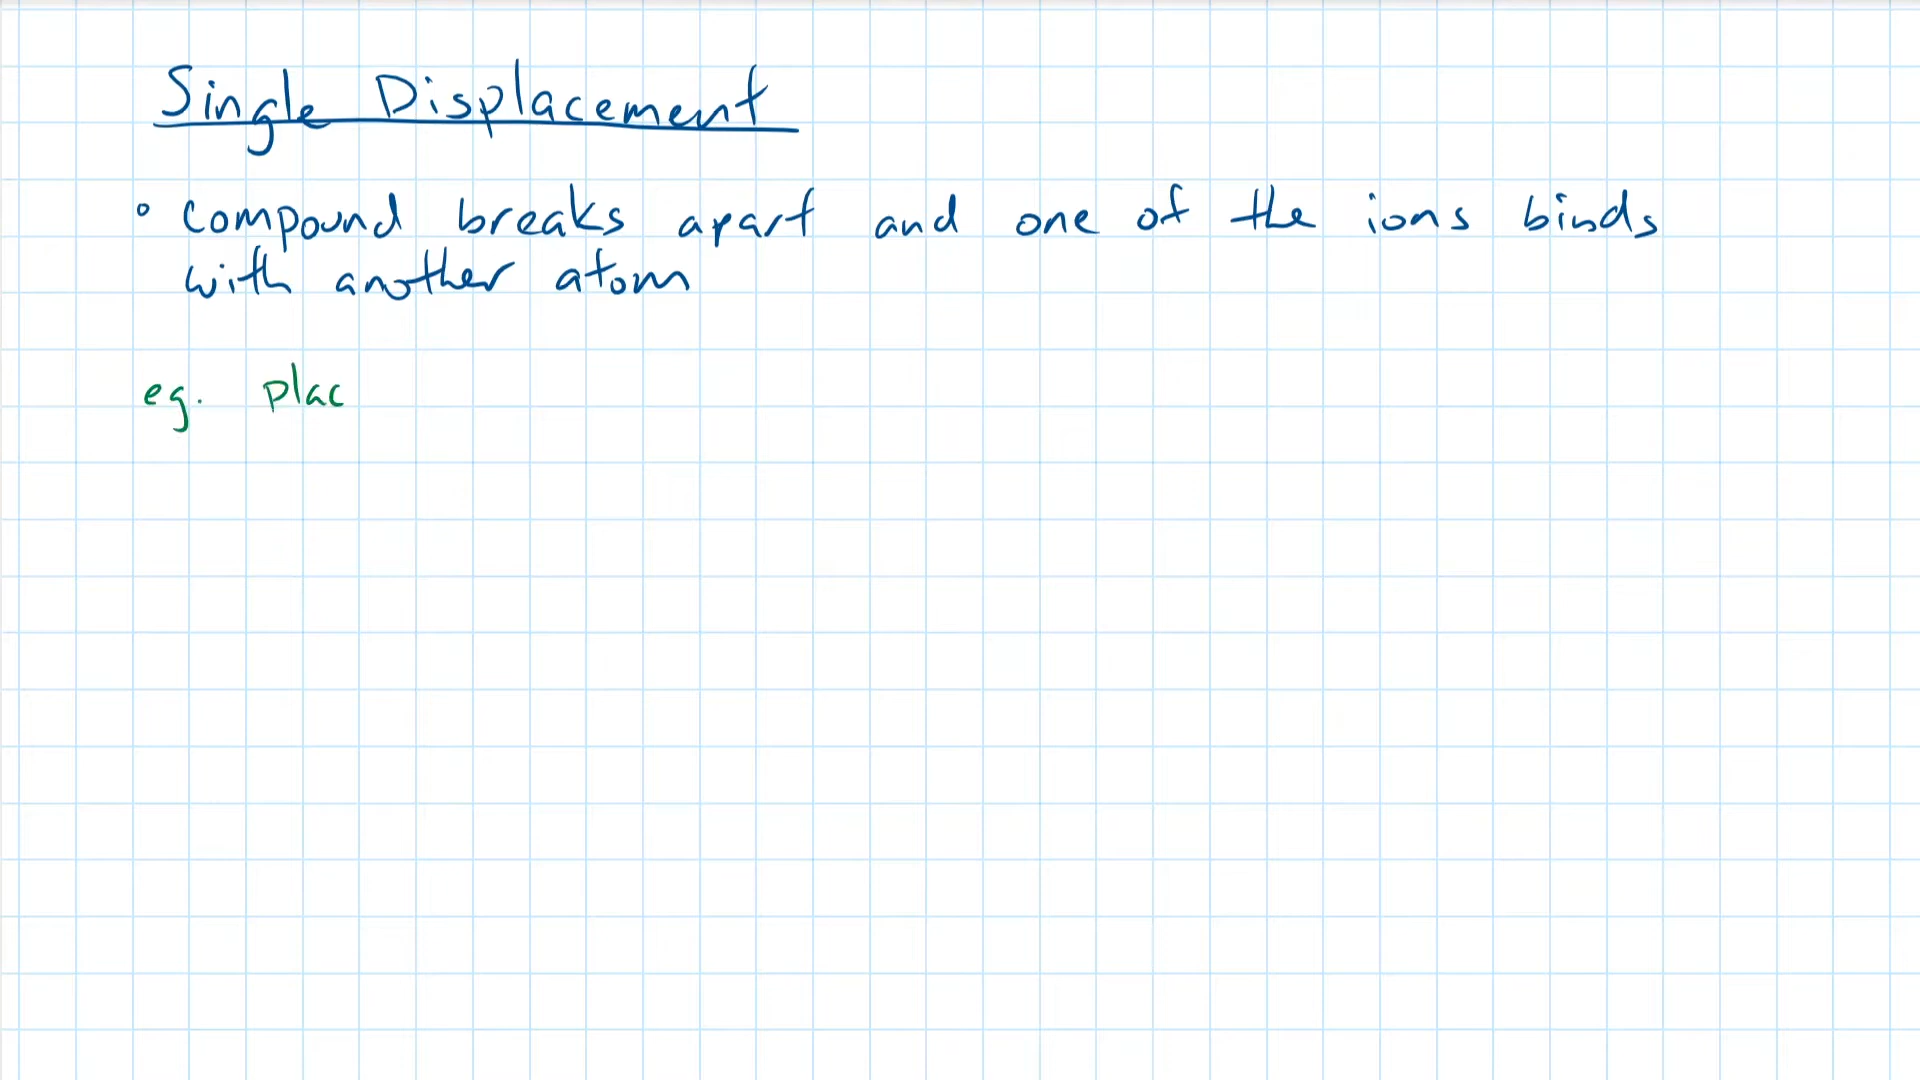 Single Displacement
° Compound breaks apart and one of the ions binds
with another atom
eg. plac